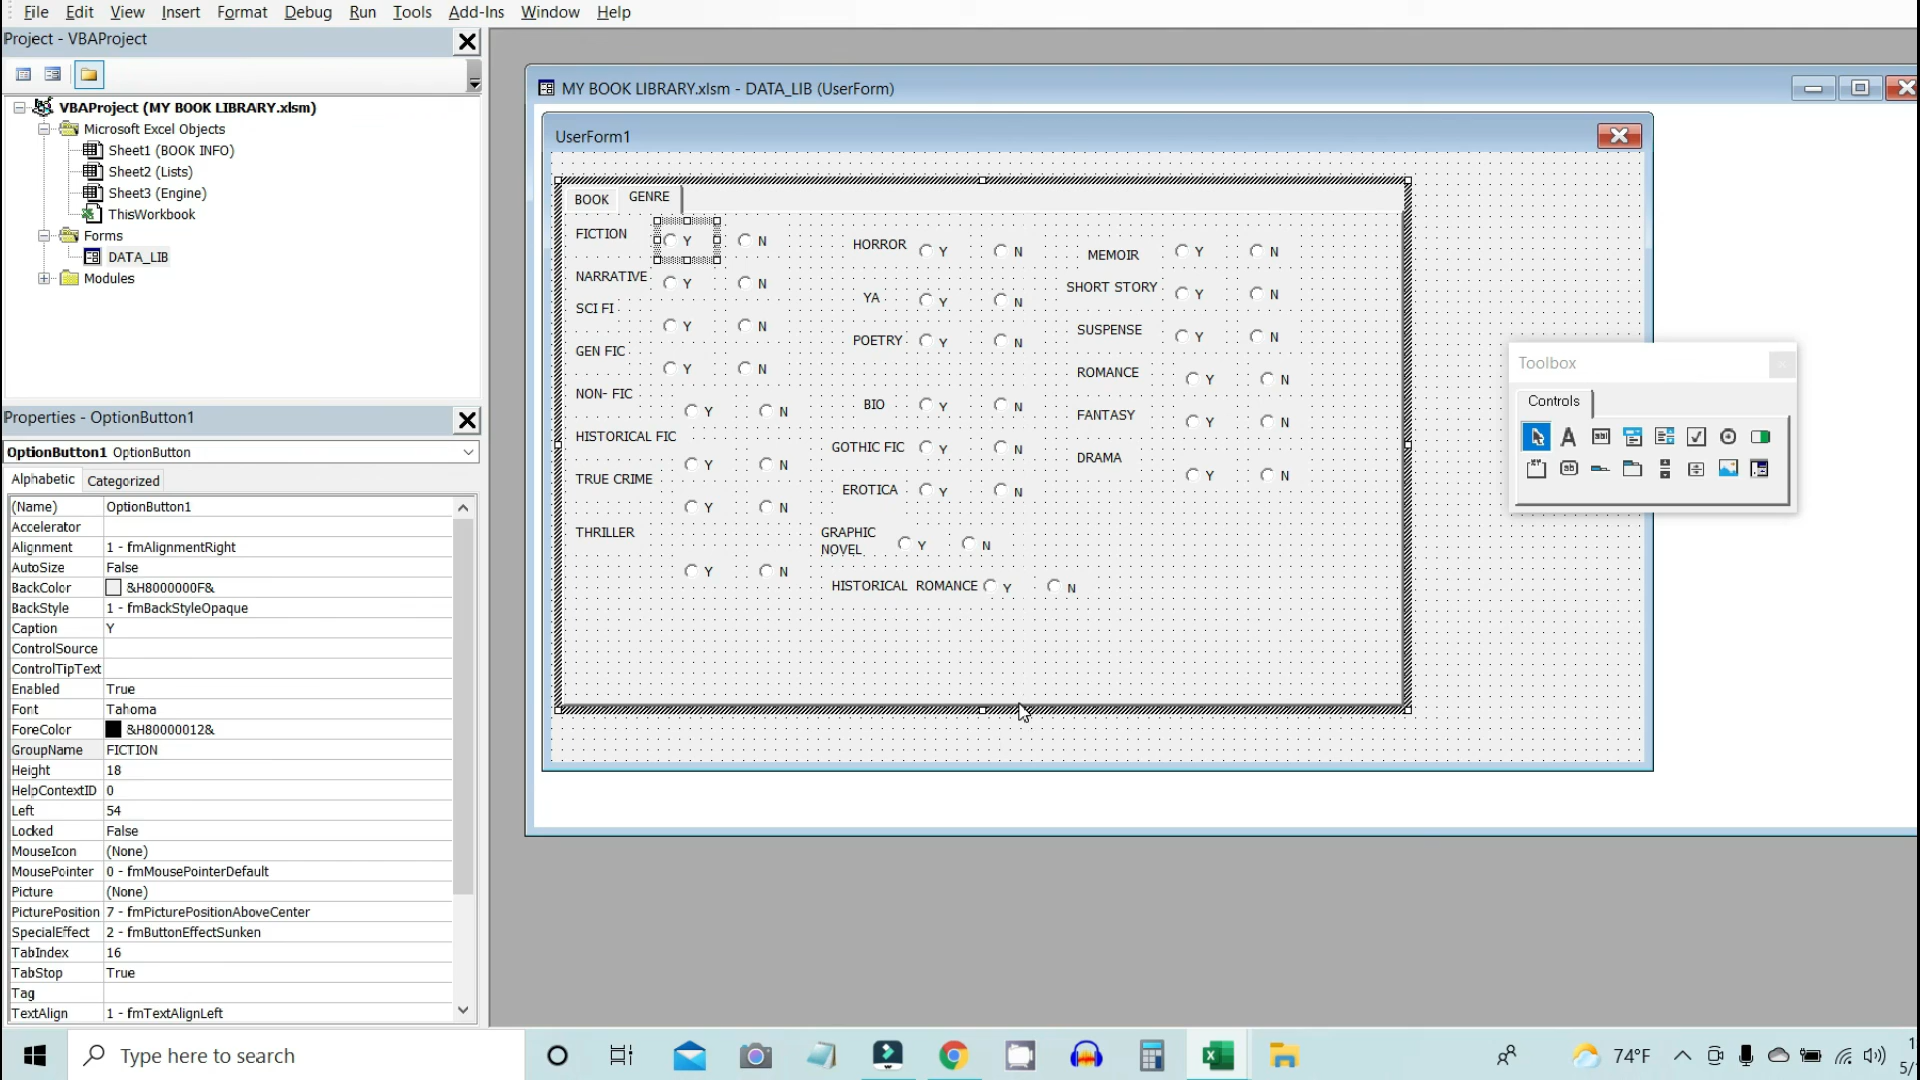 File Edit View Insert Format Debug Run Tools Add-Ins Window Help
Project - VBAProject
VBAProject (MY BOOK LIBRARY.xlsm)
Microsoft Excel Objects
Sheet1 (BOOK INFO)
Sheet2 (Lists)
Sheet3 (Engine)
ThisWorkbook
Forms
DATA_LIB
Modules
Properties - OptionButton1
OptionButton1 OptionButton
Alphabetic Categorized
(Name) OptionButton1
Accelerator
Alignment 1 - fmAlignmentRight
AutoSize False
BackColor &H8000000F&
BackStyle 1 - fmBackStyleOpaque
Caption Y
ControlSource
ControlTipText
Enabled True
Font Tahoma
ForeColor &H80000012&
GroupName FICTION
Height 18
HelpContextID 0
Left 54
Locked False
MouseIcon (None)
MousePointer 0 - fmMousePointerDefault
Picture (None)
PicturePosition 7 - fmPicturePositionAboveCenter
SpecialEffect 2 - fmButtonEffectSunken
TabIndex 16
TabStop True
Tag
TextAlign 1 - fmTextAlignLeft
MY BOOK LIBRARY.xlsm - DATA_LIB (UserForm)
UserForm1
BOOK GENRE
FICTION Y N
NARRATIVE Y N
SCI FI Y N
GEN FIC Y N
NON- FIC Y N
HISTORICAL FIC Y N
TRUE CRIME Y N
THRILLER Y N
HORROR Y N
YA Y N
POETRY Y N
BIO Y N
GOTHIC FIC Y N
EROTICA Y N
GRAPHIC
NOVEL Y N
HISTORICAL ROMANCE Y N
MEMOIR Y N
SHORT STORY Y N
SUSPENSE Y N
ROMANCE Y N
FANTASY Y N
DRAMA Y N
Toolbox
Controls
A abl
XY ab
Type here to search
74°F
1
5/